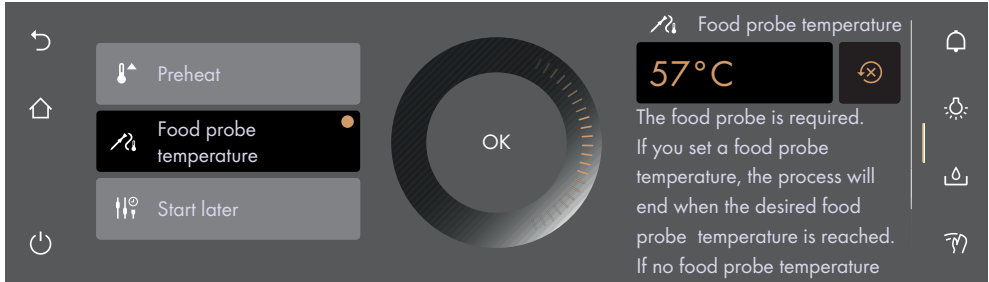 Preheat
Food probe
temperature
Start later
OK
Food probe temperature
57°C
The food probe is required.
If you set a food probe
temperature, the process will
end when the desired food
probe temperature is reached.
If no food probe temperature